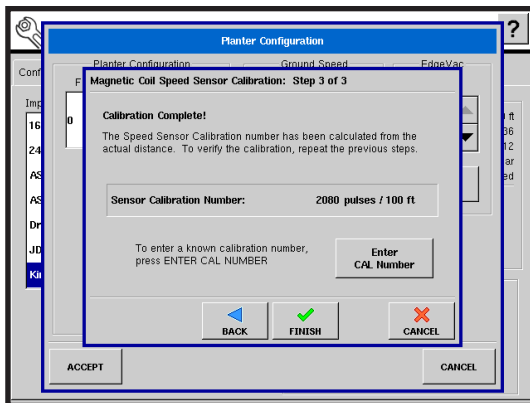 ?
Planter Configuration
Planter Configuration Ground Speed EdgeVac
Conf
F
Magnetic Coil Speed Sensor Calibration: Step 3 of 3
Imp
16
24
AS
AS
Dr
JD
Kin
0
ft
36
12
ar
ed
Calibration Complete!
The Speed Sensor Calibration number has been calculated from the
actual distance. To verify the calibration, repeat the previous steps.
Sensor Calibration Number: 2080 pulses / 100 ft
To enter a known calibration number,
press ENTER CAL NUMBER
Enter
CAL Number
BACK FINISH CANCEL
ACCEPT CANCEL